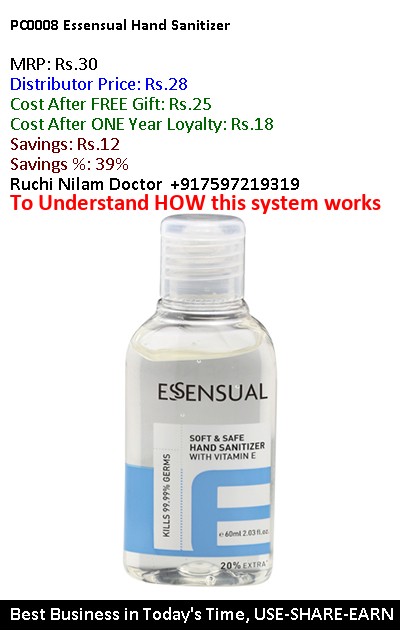 PC0008 Essensual Hand Sanitizer
MRP: Rs.30
Distributor Price: Rs.28
Cost After FREE Gift: Rs.25
Cost After ONE Year Loyalty: Rs.18
Savings: Rs.12
Savings %: 39%
Ruchi Nilam Doctor +917597219319
To Understand HOW this system works
ESSENSUAL
SOFT & SAFE
HAND SANITIZER
WITH VITAMIN E
KILLS 99.99% GERMS
e 60ml 2.03 fl.oz
20% EXTRA
Best Business in Today's Time, USE-SHARE-EARN